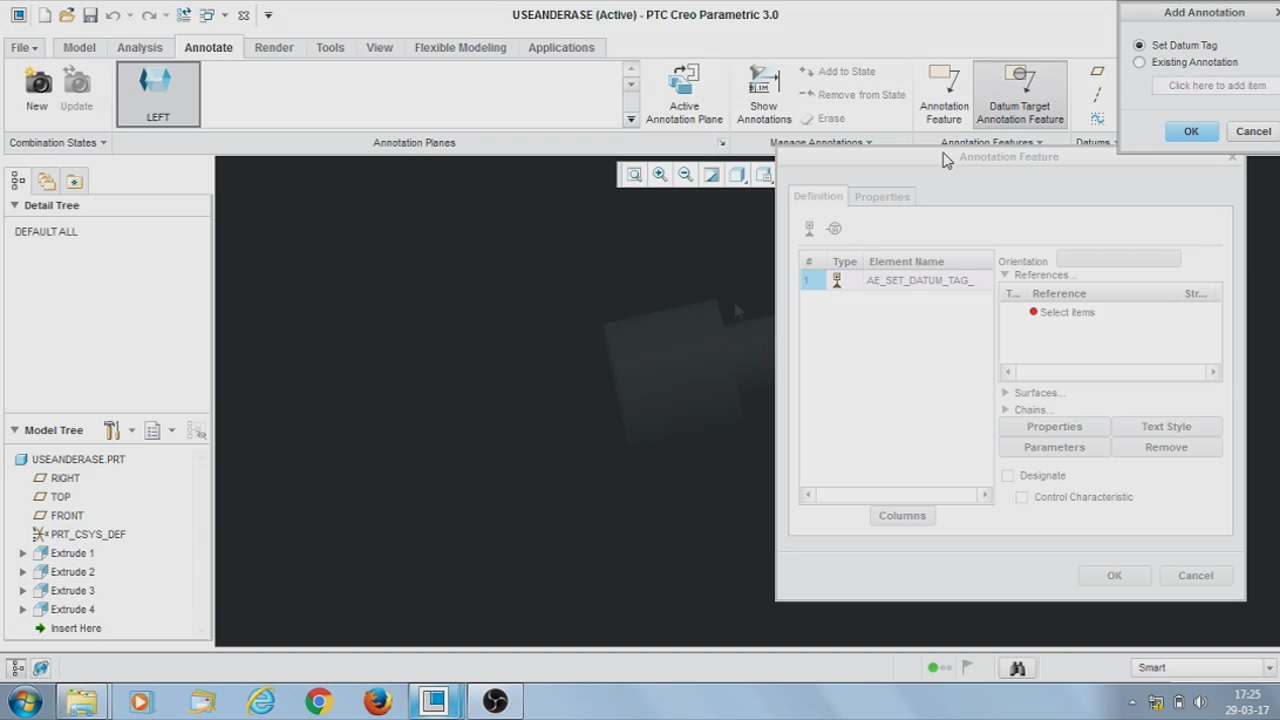 USEANDERASE (Active) - PTC Creo Parametric 3.0
File Model Analysis Annotate Render Tools View Flexible Modeling Applications
New
Update
LEFT
Active
Annotation Plane
Show
Annotations
Add to State
Remove from State
Erase
Annotation
Feature
Datum Target
Annotation Feature
Combination States
Annotation Planes
Manage Annotations
Annotation Features
Datums
Add Annotation
Set Datum Tag
Existing Annotation
Click here to add item
OK
Cancel
Detail Tree
DEFAULT ALL
Model Tree
USEANDERASE.PRT
RIGHT
TOP
FRONT
PRT_CSYS_DEF
Extrude 1
Extrude 2
Extrude 3
Extrude 4
Insert Here
Annotation Feature
Definition Properties
# Type Element Name
1 AE_SET_DATUM_TAG_
Columns
Orientation
References...
T... Reference Str...
Select items
Surfaces...
Chains...
Properties Text Style
Parameters Remove
Designate
Control Characteristic
OK Cancel
Smart
17:25
29-03-17